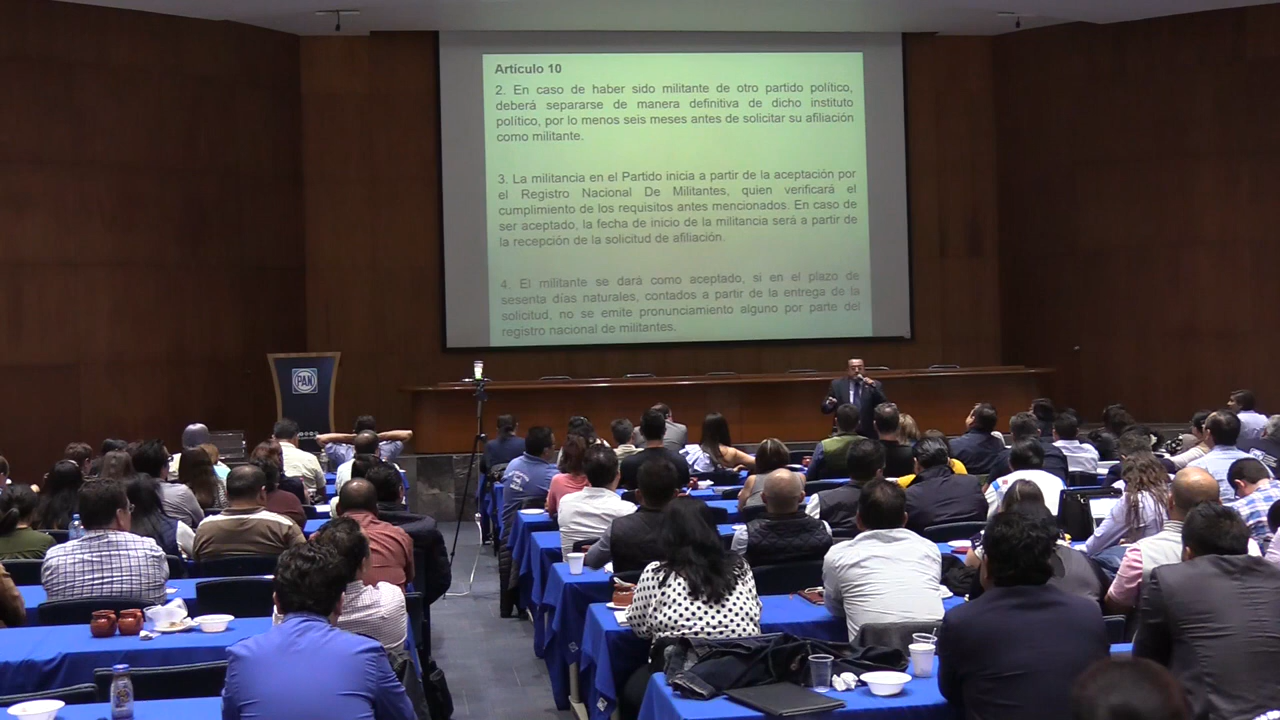 Artículo 10
2. En caso de haber sido militante de otro partido político,
deberá separarse de manera definitiva de dicho instituto
político, por lo menos seis meses antes de solicitar su afiliación
como militante.
3. La militancia en el Partido inicia a partir de la aceptación por
el Registro Nacional De Militantes, quien verificará el
cumplimiento de los requisitos antes mencionados. En caso de
ser aceptado, la fecha de inicio de la militancia será a partir de
la recepción de la solicitud de afiliación.
4. El militante se dará como aceptado, si en el plazo de
sesenta días naturales, contados a partir de la entrega de la
solicitud, no se emite pronunciamiento alguno por parte del
registro nacional de militantes.
PAN